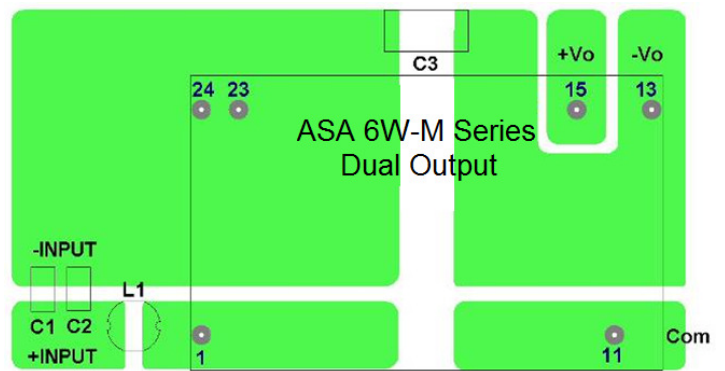 C3
+Vo
-Vo
24
23
15
13
ASA 6W-M Series
Dual Output
-INPUT
L1
C1
C2
+INPUT
1
11
Com